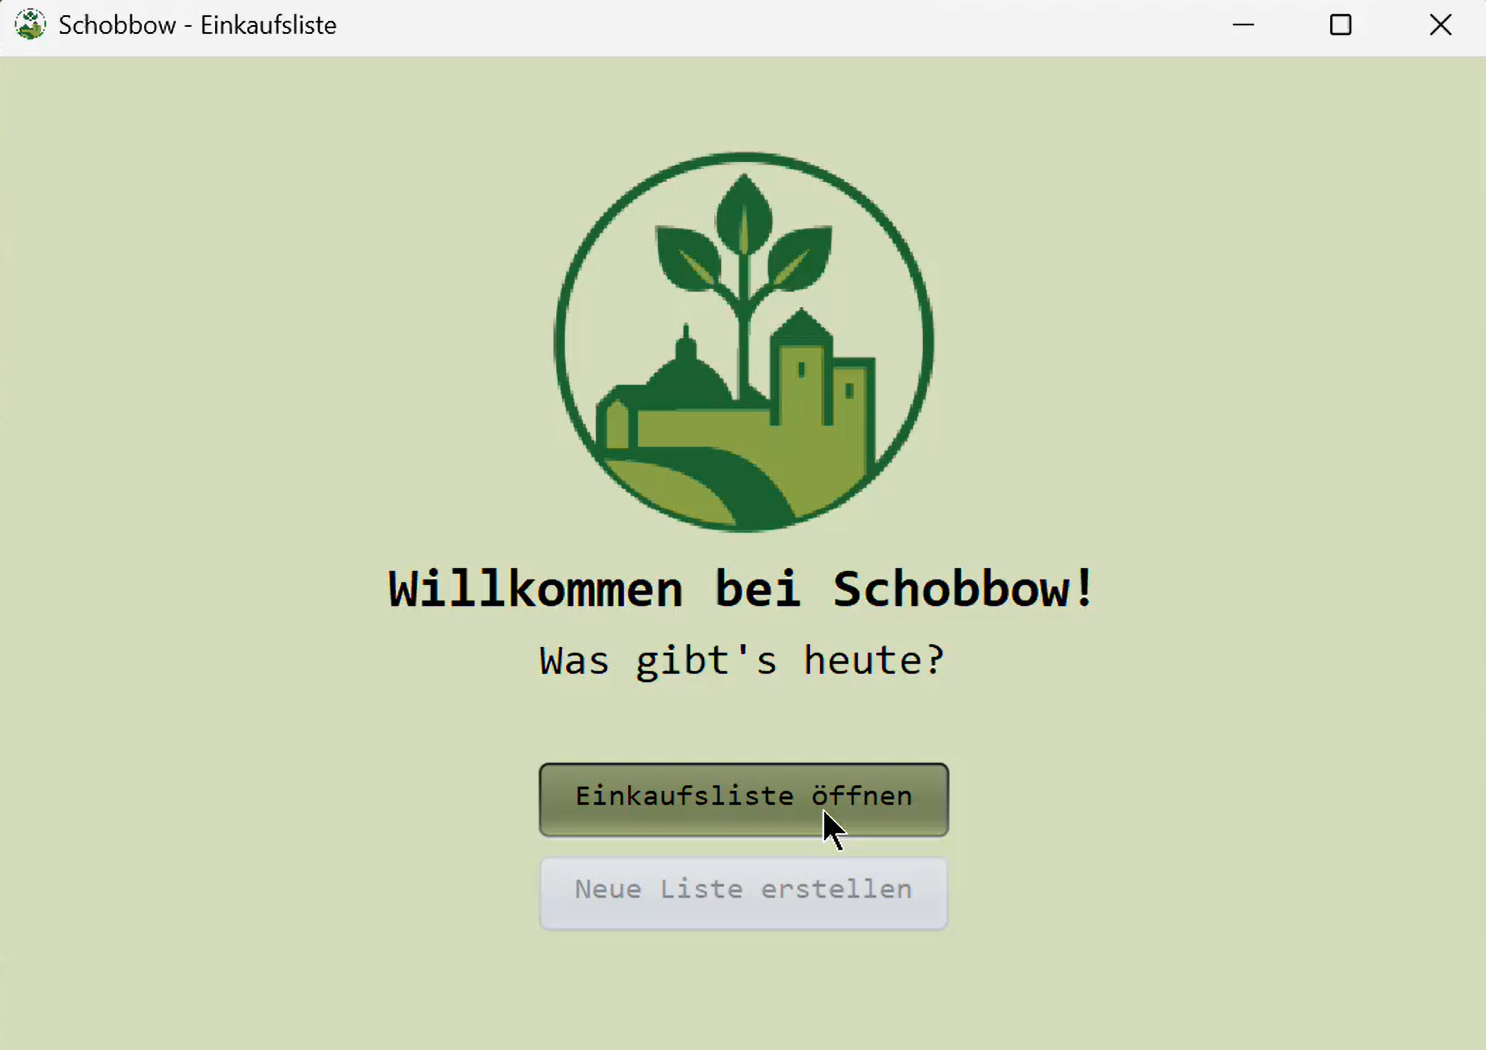 Schobbow - Einkaufsliste
Willkommen bei Schobbow!
Was gibt's heute?
Einkaufsliste öffnen
Neue Liste erstellen